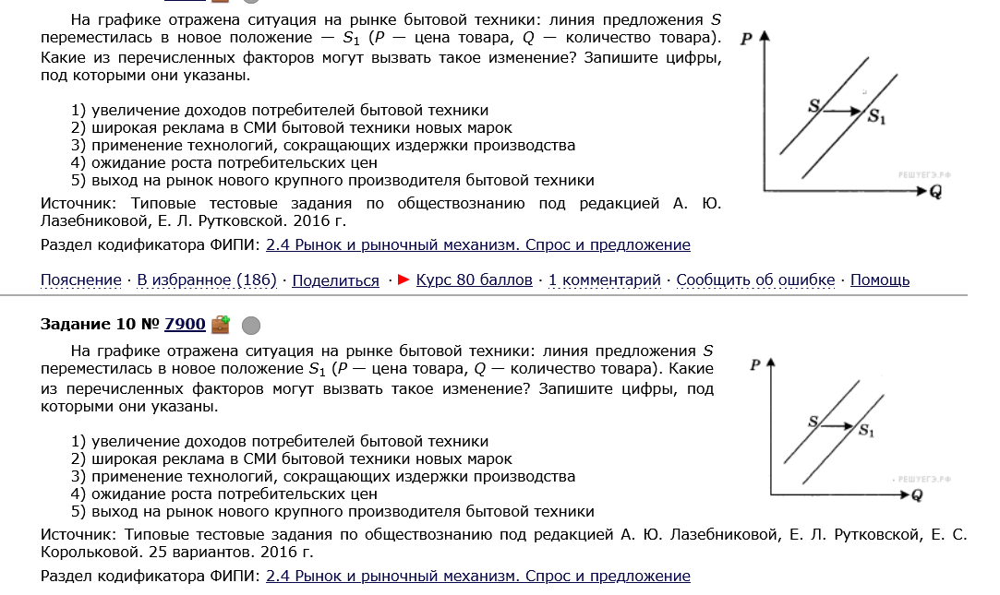 На графике отражена ситуация на рынке бытовой техники: линия предложения S
переместилась в новое положение — S₁ (P — цена товара, Q — количество товара).
Какие из перечисленных факторов могут вызвать такое изменение? Запишите цифры,
под которыми они указаны.
1) увеличение доходов потребителей бытовой техники
2) широкая реклама в СМИ бытовой техники новых марок
3) применение технологий, сокращающих издержки производства
4) ожидание роста потребительских цен
5) выход на рынок нового крупного производителя бытовой техники
P
S
S₁
РЕШУЕГЭ.РФ
Q
Источник: Типовые тестовые задания по обществознанию под редакцией А. Ю.
Лазебниковой, Е. Л. Рутковской. 2016 г.
Раздел кодификатора ФИПИ: 2.4 Рынок и рыночный механизм. Спрос и предложение
Пояснение · В избранное (186) · Поделиться · Курс 80 баллов · 1 комментарий · Сообщить об ошибке · Помощь
Задание 10 № 7900
На графике отражена ситуация на рынке бытовой техники: линия предложения S
переместилась в новое положение S₁ (P — цена товара, Q — количество товара). Какие
из перечисленных факторов могут вызвать такое изменение? Запишите цифры, под
которыми они указаны.
1) увеличение доходов потребителей бытовой техники
2) широкая реклама в СМИ бытовой техники новых марок
3) применение технологий, сокращающих издержки производства
4) ожидание роста потребительских цен
5) выход на рынок нового крупного производителя бытовой техники
P
S
S₁
РЕШУЕГЭ.РФ
Q
Источник: Типовые тестовые задания по обществознанию под редакцией А. Ю. Лазебниковой, Е. Л. Рутковской, Е. С.
Корольковой. 25 вариантов. 2016 г.
Раздел кодификатора ФИПИ: 2.4 Рынок и рыночный механизм. Спрос и предложение